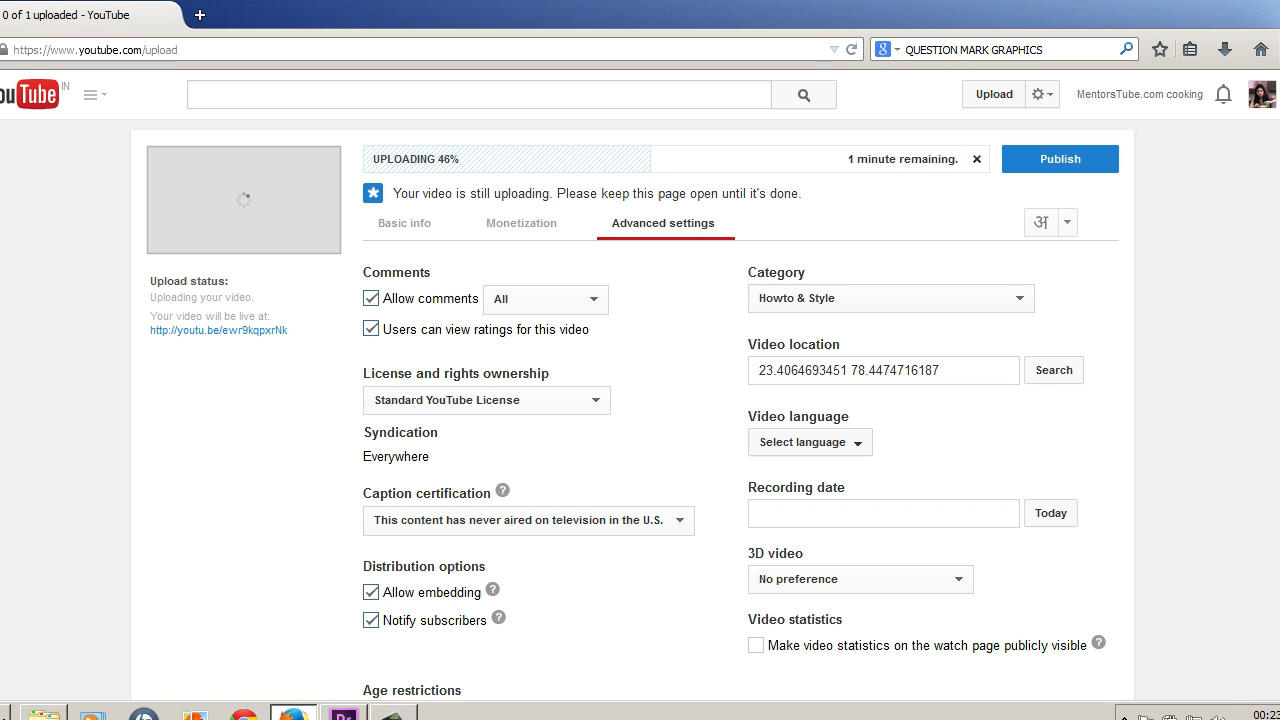 0 of 1 uploaded - YouTube
https://www.youtube.com/upload
QUESTION MARK GRAPHICS
ouTube IN
Upload
MentorsTube.com cooking
UPLOADING 46%
1 minute remaining.
Publish
Your video is still uploading. Please keep this page open until it's done.
Basic info
Monetization
Advanced settings
अ
Upload status:
Uploading your video.
Your video will be live at:
http://youtu.be/ewr9kqpxrNk
Comments
Allow comments
All
Users can view ratings for this video
License and rights ownership
Standard YouTube License
Syndication
Everywhere
Caption certification
This content has never aired on television in the U.S.
Distribution options
Allow embedding
Notify subscribers
Age restrictions
Category
Howto & Style
Video location
23.4064693451 78.4474716187
Search
Video language
Select language
Recording date
Today
3D video
No preference
Video statistics
Make video statistics on the watch page publicly visible
00:23